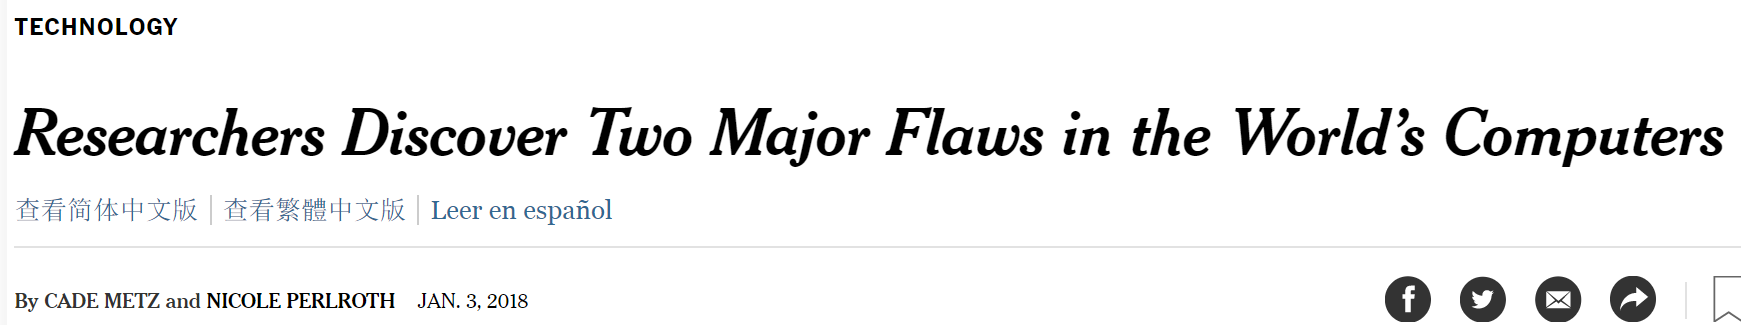 TECHNOLOGY
Researchers Discover Two Major Flaws in the World’s Computers
查看简体中文版 | 查看繁體中文版 | Leer en español
By CADE METZ and NICOLE PERLROTH JAN. 3, 2018